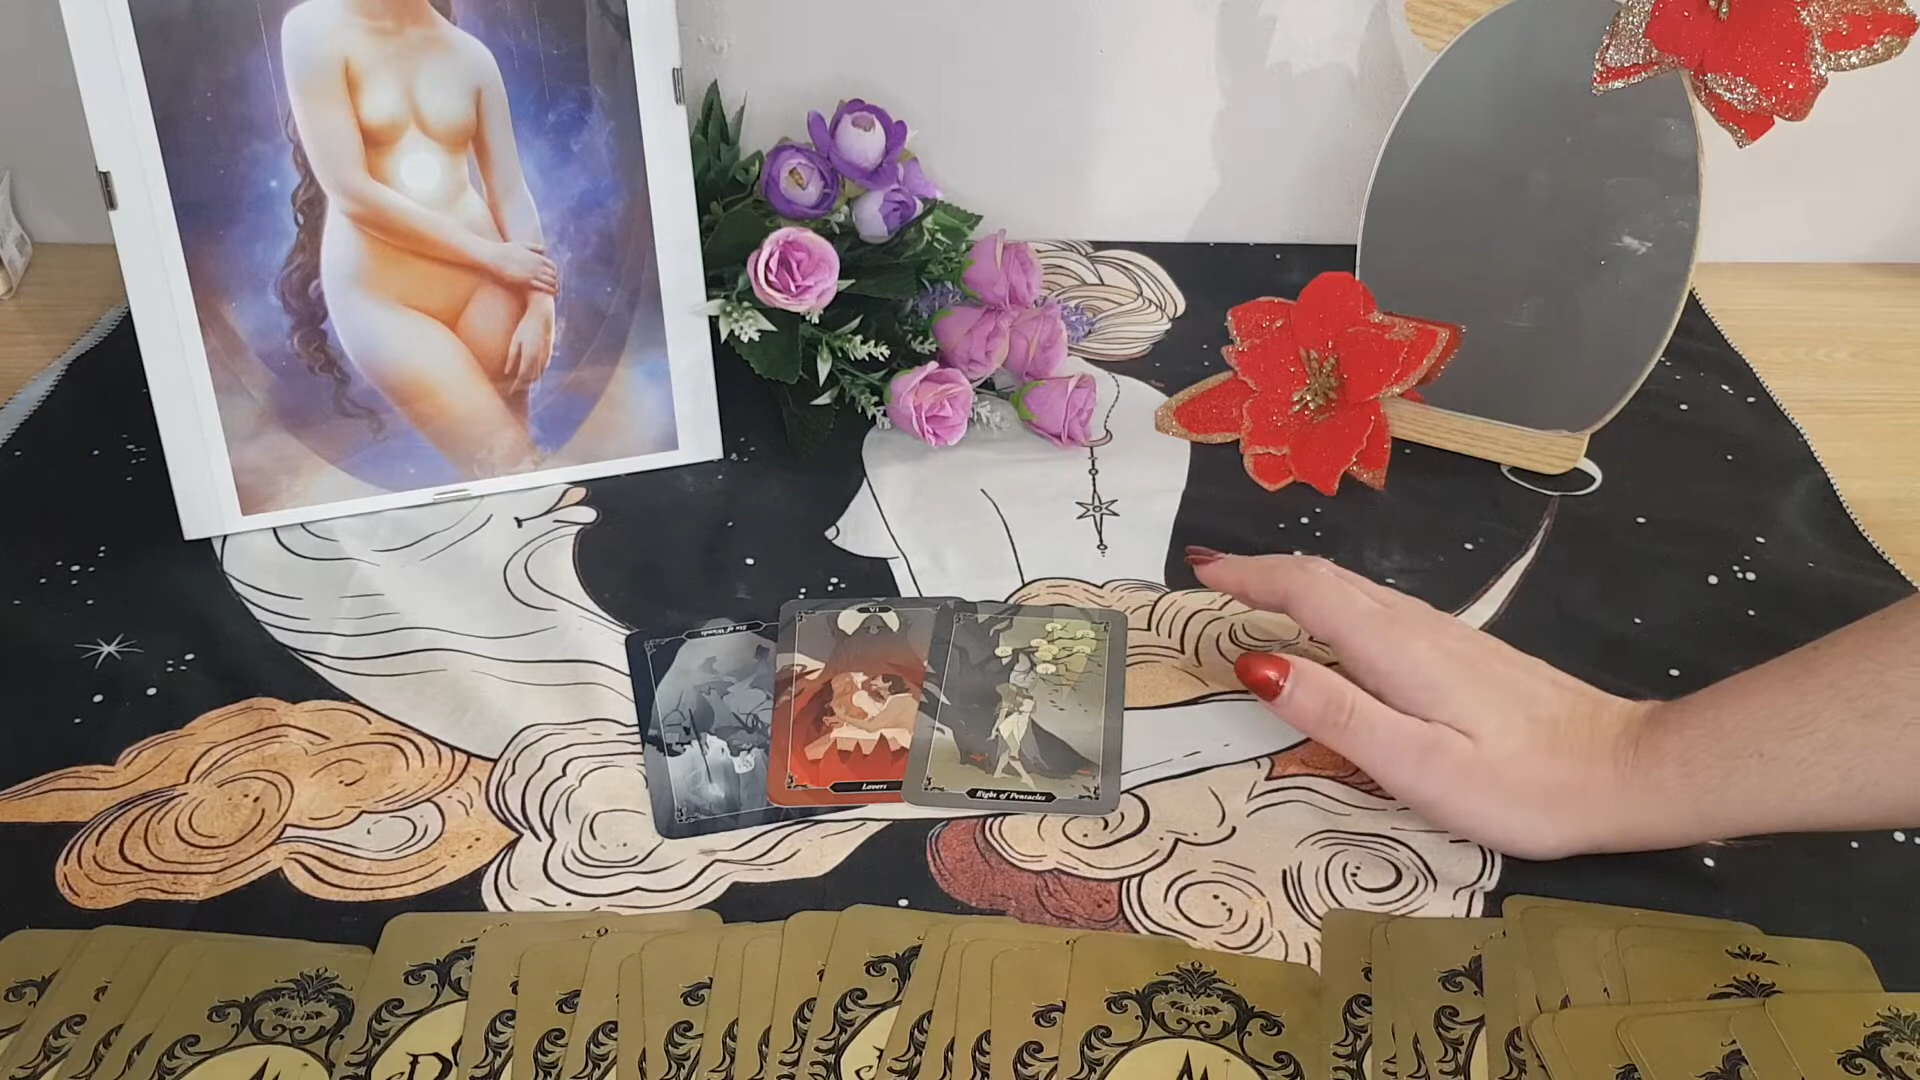 Six of Wands
VI
Lovers
Eight of Pentacles